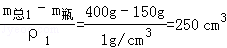 m总1 − m瓶 / ρ1 = 400g − 150g / 1g/cm³ = 250 cm³